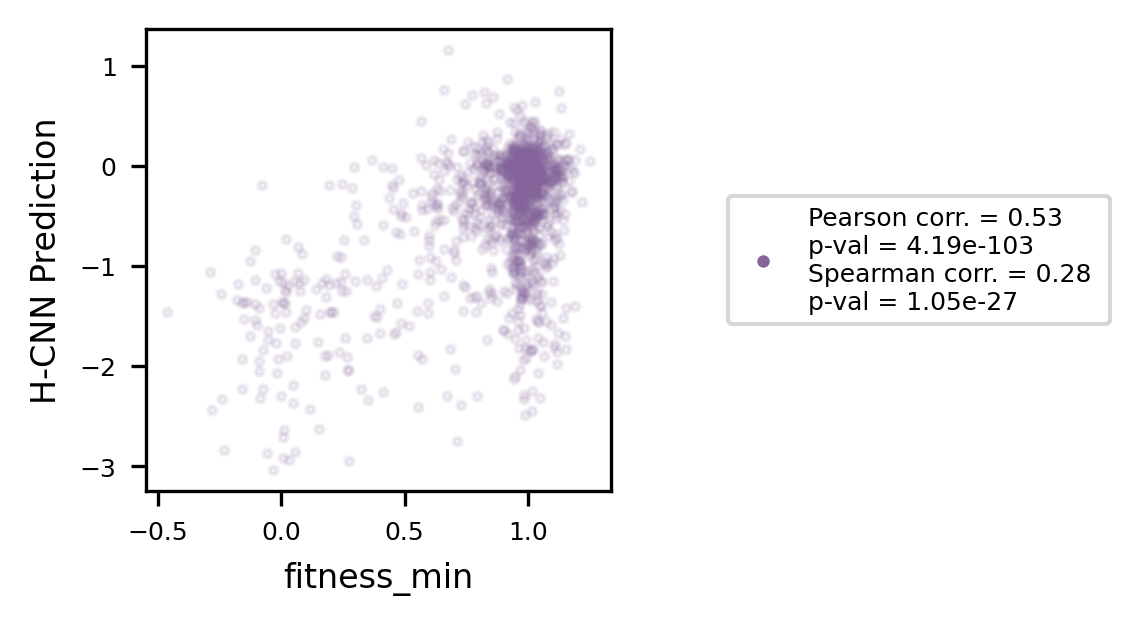 1
0
−1
−2
−3
H-CNN Prediction
−0.5
0.0
0.5
1.0
fitness_min
Pearson corr. = 0.53
p-val = 4.19e-103
Spearman corr. = 0.28
p-val = 1.05e-27